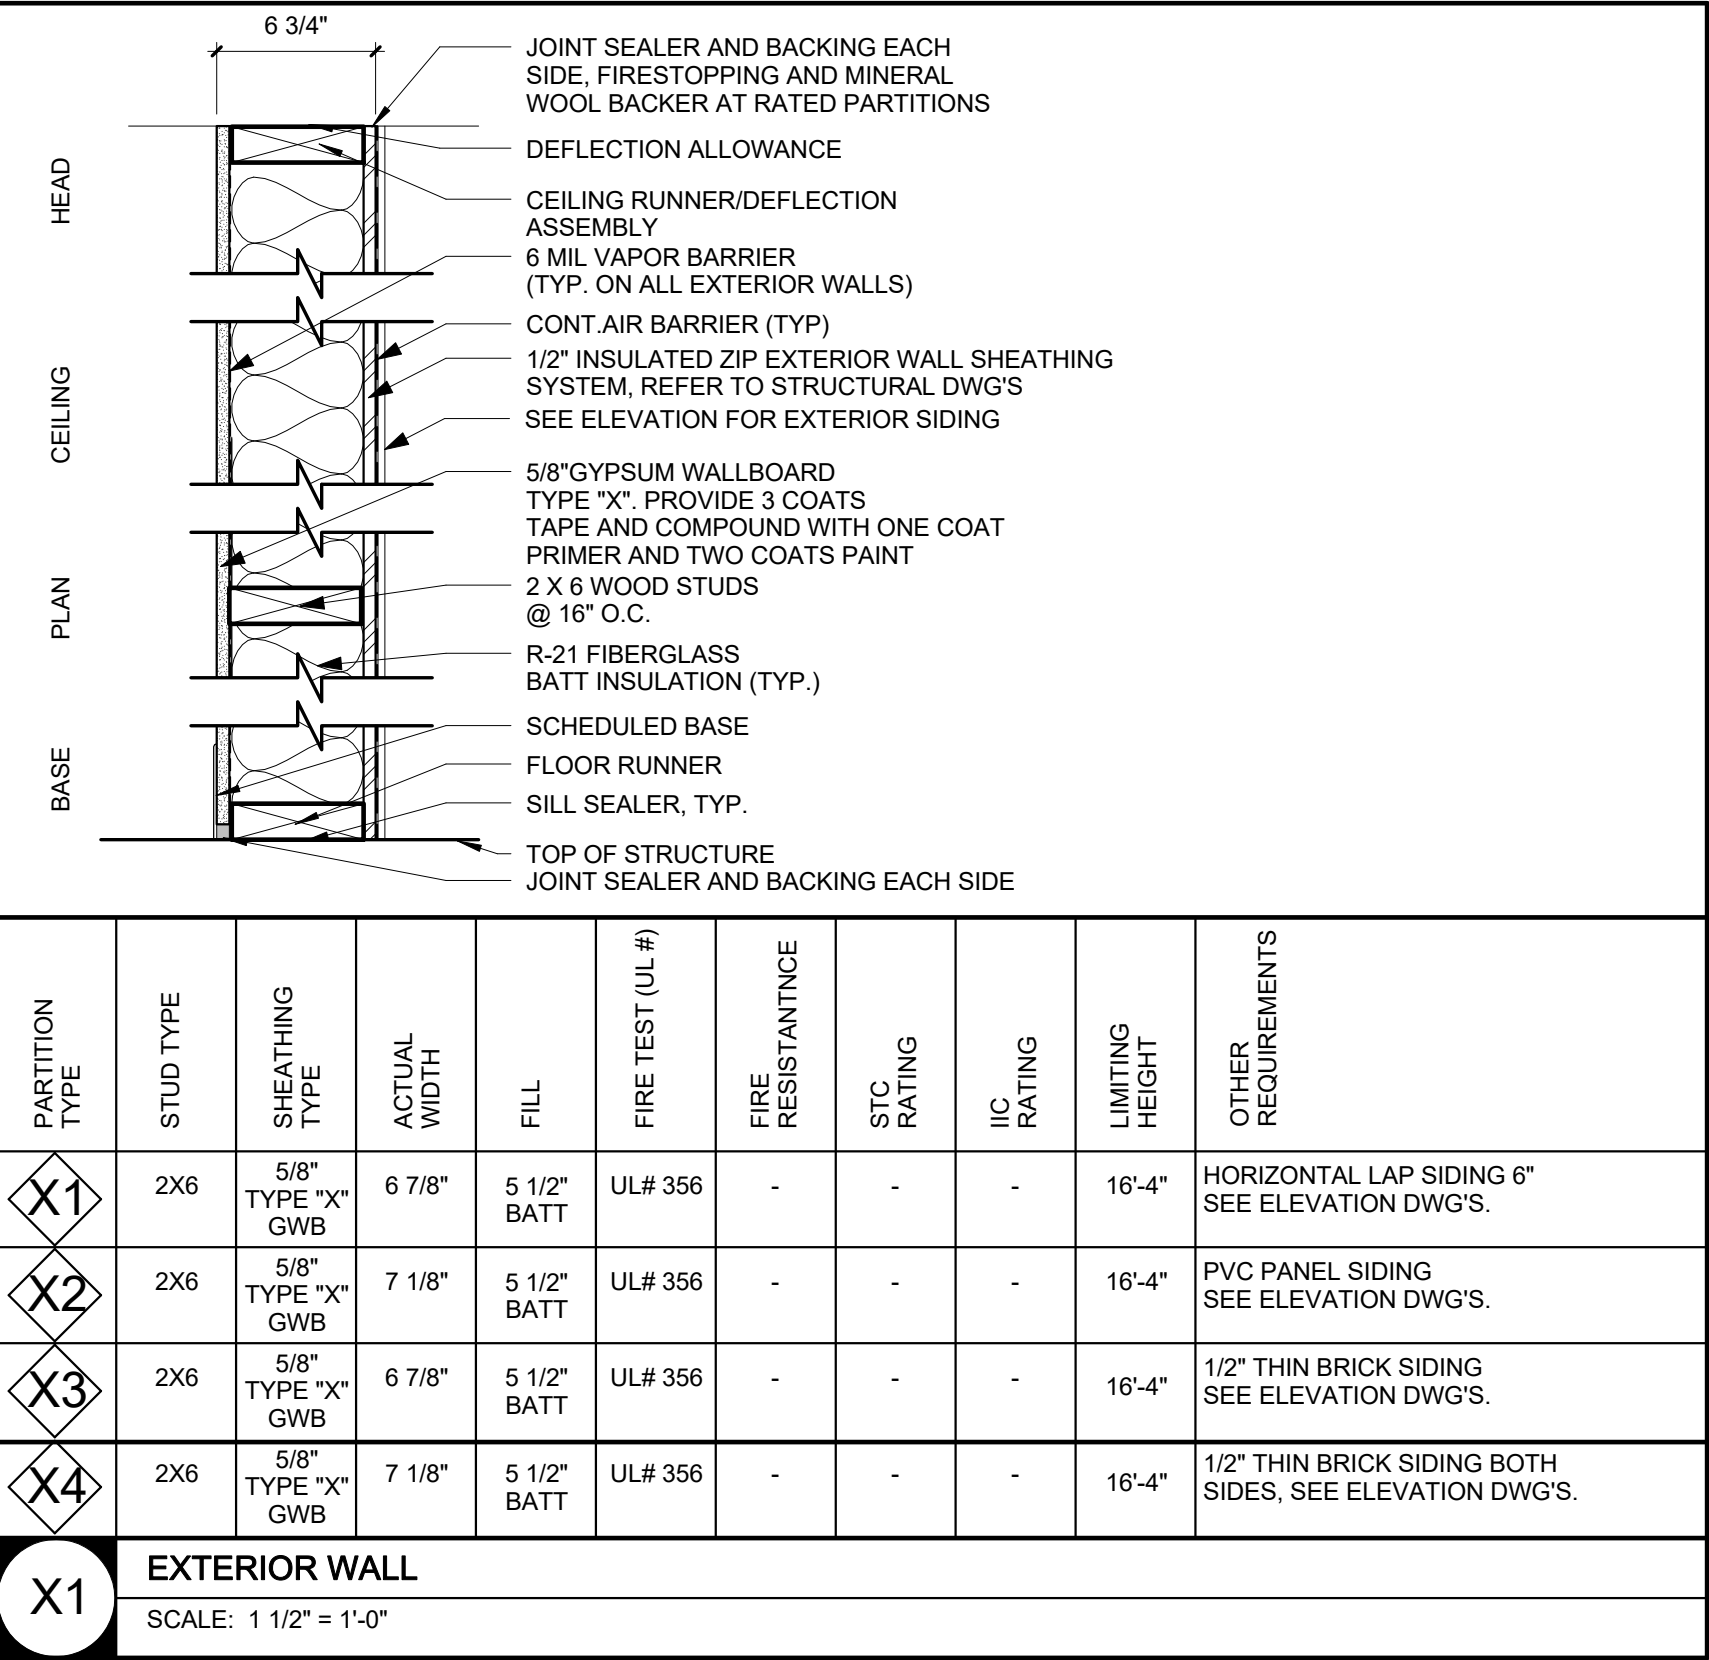 6 3/4"
JOINT SEALER AND BACKING EACH
SIDE, FIRESTOPPING AND MINERAL
WOOL BACKER AT RATED PARTITIONS
DEFLECTION ALLOWANCE
HEAD
CEILING RUNNER/DEFLECTION
ASSEMBLY
6 MIL VAPOR BARRIER
(TYP. ON ALL EXTERIOR WALLS)
CONT.AIR BARRIER (TYP)
1/2" INSULATED ZIP EXTERIOR WALL SHEATHING
SYSTEM, REFER TO STRUCTURAL DWG'S
CEILING
SEE ELEVATION FOR EXTERIOR SIDING
5/8"GYPSUM WALLBOARD
TYPE "X". PROVIDE 3 COATS
TAPE AND COMPOUND WITH ONE COAT
PRIMER AND TWO COATS PAINT
PLAN
2 X 6 WOOD STUDS
@ 16" O.C.
R-21 FIBERGLASS
BATT INSULATION (TYP.)
SCHEDULED BASE
BASE
FLOOR RUNNER
SILL SEALER, TYP.
TOP OF STRUCTURE
JOINT SEALER AND BACKING EACH SIDE
PARTITION
TYPE
STUD TYPE
SHEATHING
TYPE
ACTUAL
WIDTH
FILL
FIRE TEST (UL #)
FIRE
RESISTANTNCE
STC
RATING
IIC
RATING
LIMITING
HEIGHT
OTHER
REQUIREMENTS
X1
2X6
5/8"
TYPE "X"
GWB
6 7/8"
5 1/2"
BATT
UL# 356
-
-
-
16'-4"
HORIZONTAL LAP SIDING 6"
SEE ELEVATION DWG'S.
X2
2X6
5/8"
TYPE "X"
GWB
7 1/8"
5 1/2"
BATT
UL# 356
-
-
-
16'-4"
PVC PANEL SIDING
SEE ELEVATION DWG'S.
X3
2X6
5/8"
TYPE "X"
GWB
6 7/8"
5 1/2"
BATT
UL# 356
-
-
-
16'-4"
1/2" THIN BRICK SIDING
SEE ELEVATION DWG'S.
X4
2X6
5/8"
TYPE "X"
GWB
7 1/8"
5 1/2"
BATT
UL# 356
-
-
-
16'-4"
1/2" THIN BRICK SIDING BOTH
SIDES, SEE ELEVATION DWG'S.
X1
EXTERIOR WALL
SCALE: 1 1/2" = 1'-0"